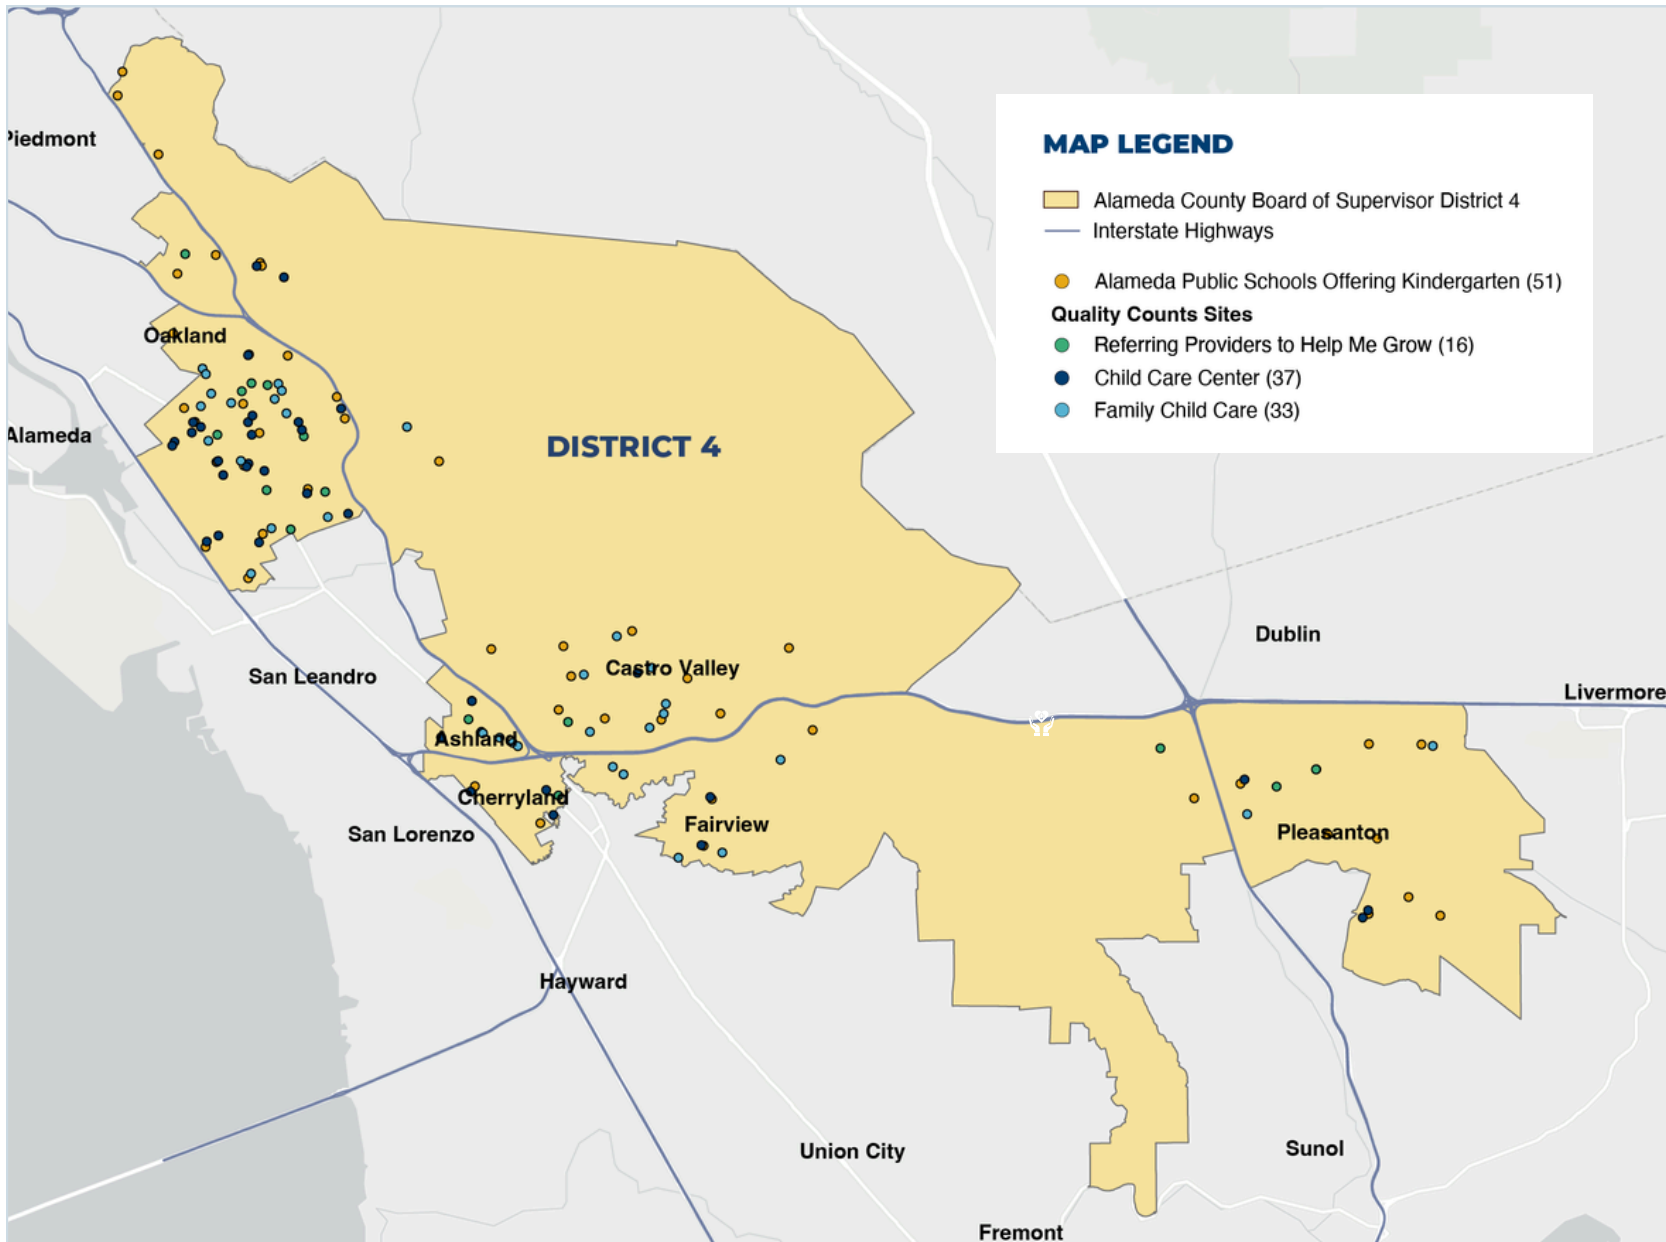 Piedmont
MAP LEGEND
Alameda County Board of Supervisor District 4
Interstate Highways
Alameda Public Schools Offering Kindergarten (51)
Quality Counts Sites
Referring Providers to Help Me Grow (16)
Child Care Center (37)
Family Child Care (33)
Oakland
Alameda
DISTRICT 4
Dublin
San Leandro
Castro Valley
Livermore
Ashland
Cherryland
San Lorenzo
Fairview
Pleasanton
Hayward
Union City
Sunol
Fremont